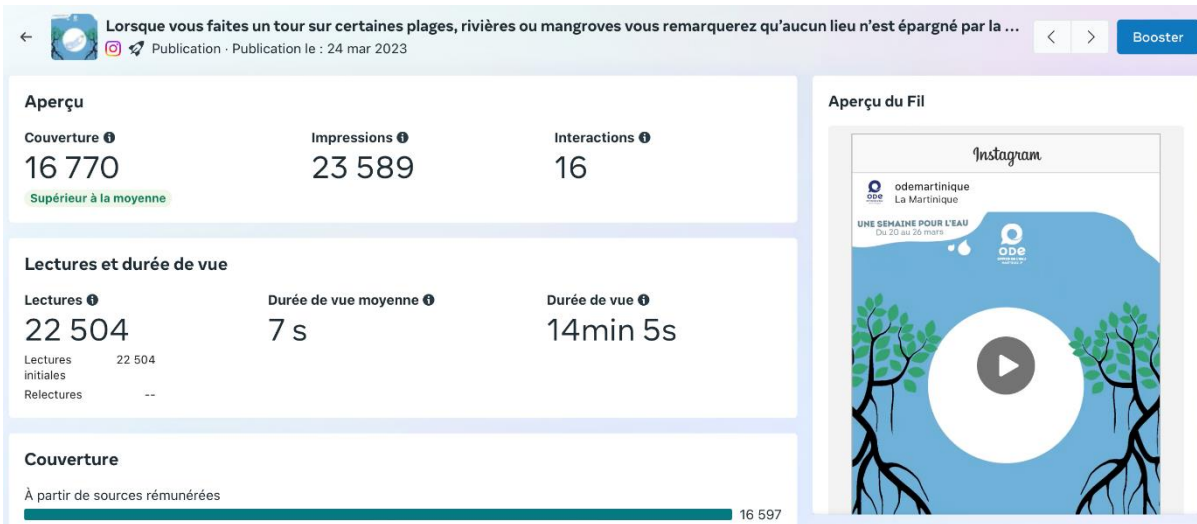 Lorsque vous faites un tour sur certaines plages, rivières ou mangroves vous remarquerez qu'aucun lieu n'est épargné par la ...
Publication · Publication le : 24 mar 2023
Booster
Aperçu
Couverture
Impressions
Interactions
16 770
23 589
16
Supérieur à la moyenne
Lectures et durée de vue
Lectures
Durée de vue moyenne
Durée de vue
22 504
7 s
14min 5s
Lectures initiales
22 504
Relectures
--
Couverture
À partir de sources rémunérées
16 597
Aperçu du Fil
Instagram
odemartinique
La Martinique
UNE SEMAINE POUR L'EAU
Du 20 au 26 mars
ODE